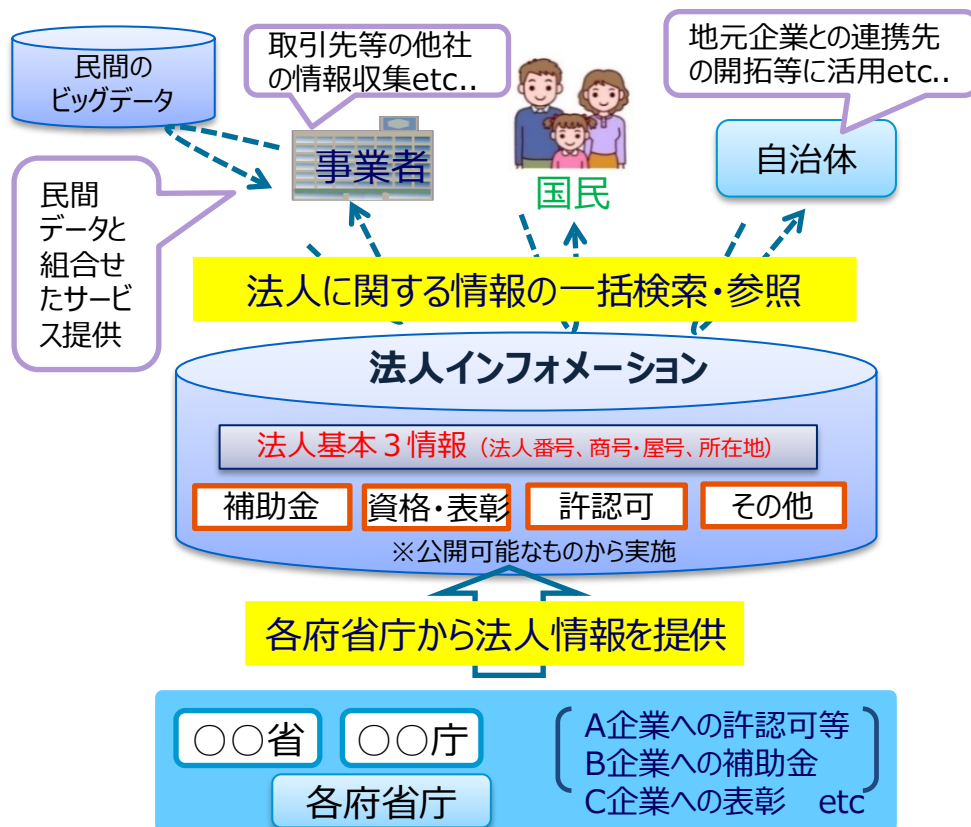 民間の
ビッグデータ
取引先等の他社
の情報収集etc..
地元企業との連携先
の開拓等に活用etc..
事業者
国民
自治体
民間
データと
組合せ
たサービ
ス提供
法人に関する情報の一括検索・参照
法人インフォメーション
法人基本３情報（法人番号、商号・屋号、所在地）
補助金
資格・表彰
許認可
その他
※公開可能なものから実施
各府省庁から法人情報を提供
○○省
○○庁
各府省庁
A企業への許認可等
B企業への補助金
C企業への表彰　etc